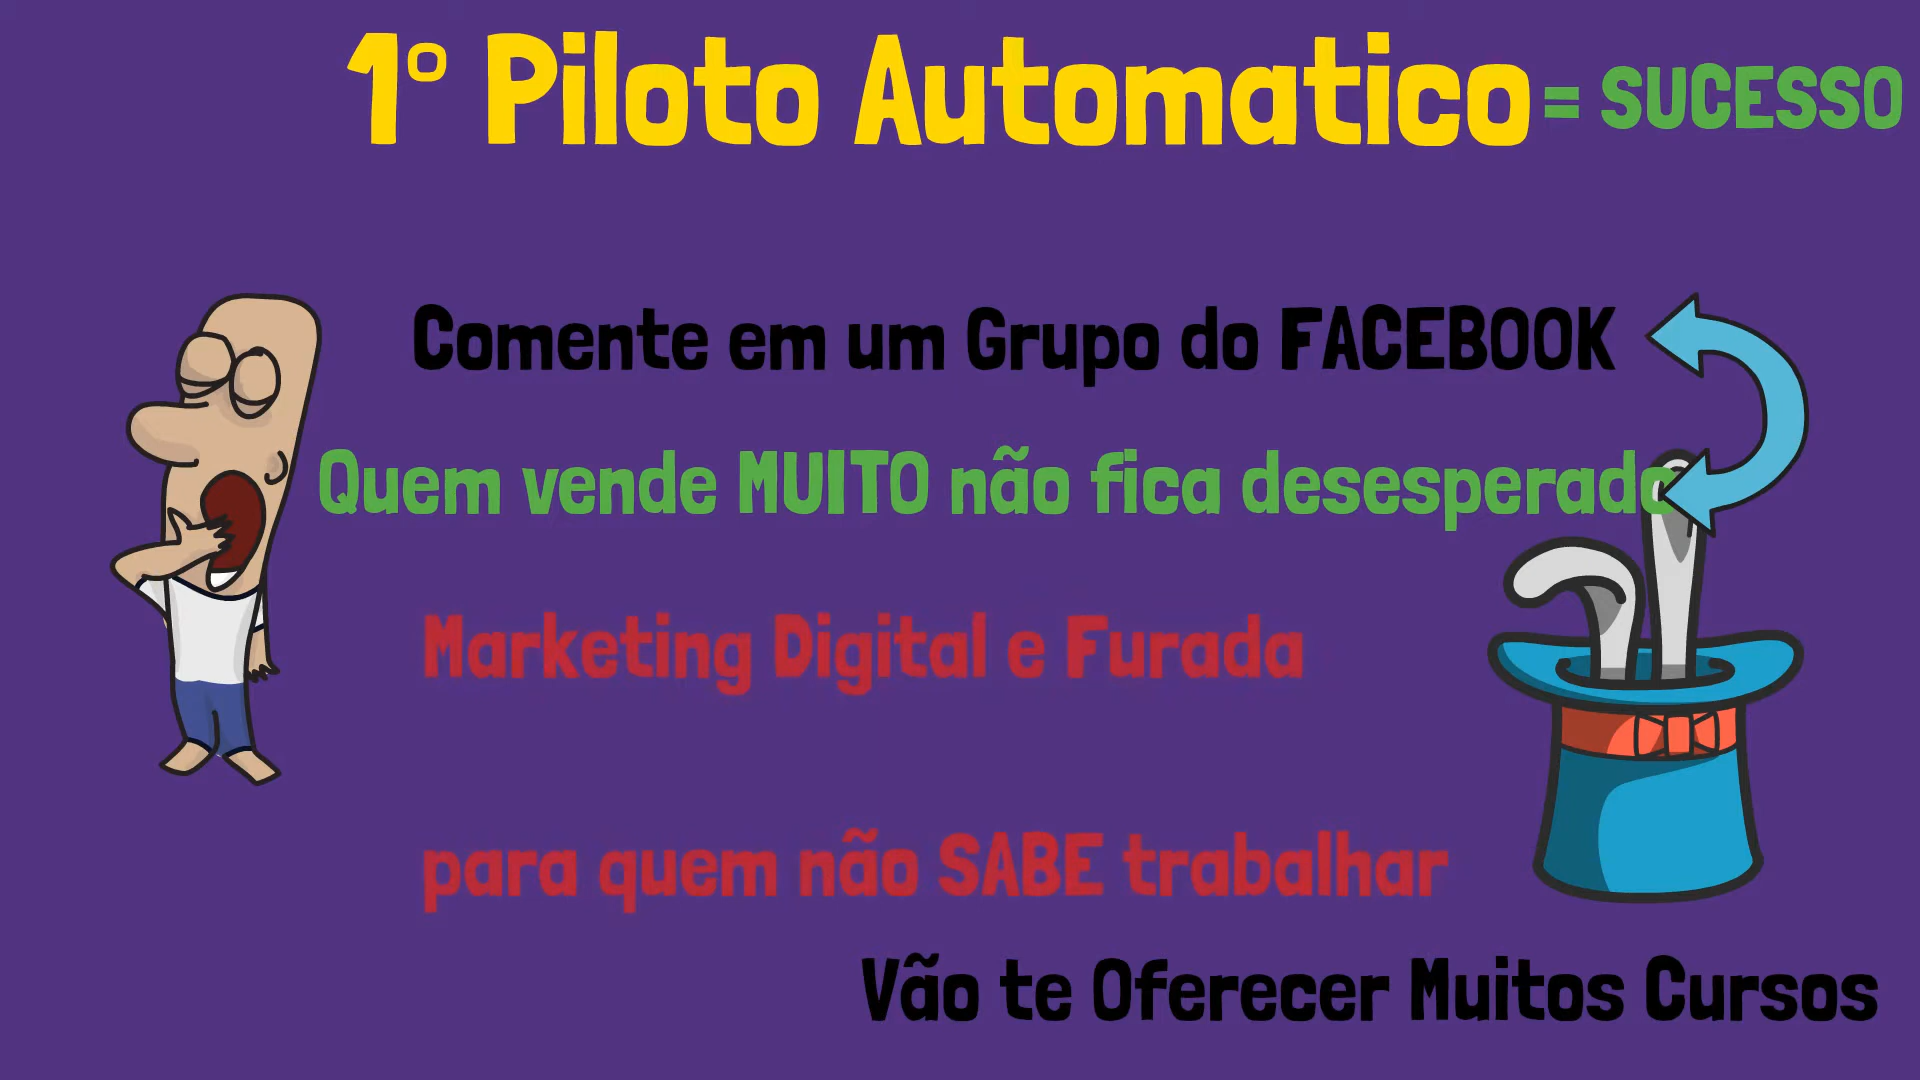 1º Piloto Automatico = SUCESSO
Comente em um Grupo do FACEBOOK
Quem vende MUITO não fica desesperado
Marketing Digital e Furada
para quem não SABE trabalhar
Vão te Oferecer Muitos Cursos